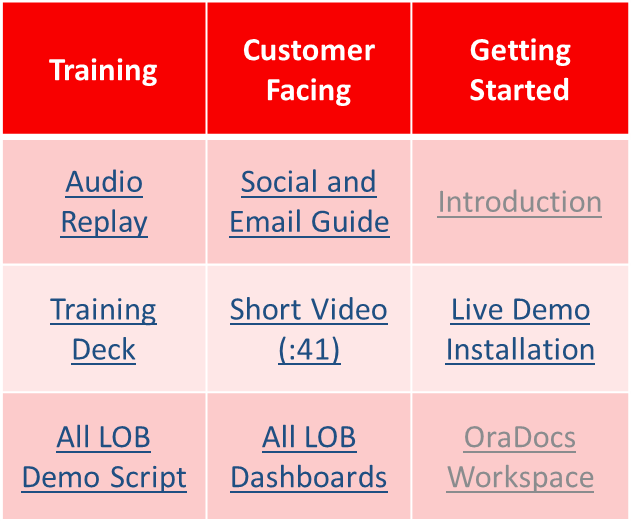 Training
Customer
Facing
Getting
Started
Audio
Replay
Social and
Email Guide
Introduction
Training
Deck
Short Video
(:41)
Live Demo
Installation
All LOB
Demo Script
All LOB
Dashboards
OraDocs
Workspace